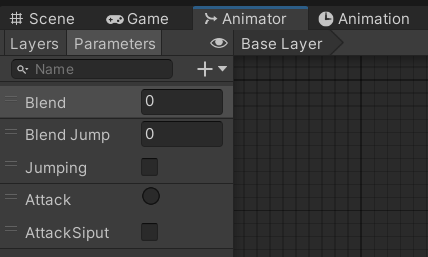 Scene Game Animator Animation
Layers Parameters Base Layer
Name
Blend 0
Blend Jump 0
Jumping
Attack
AttackSiput